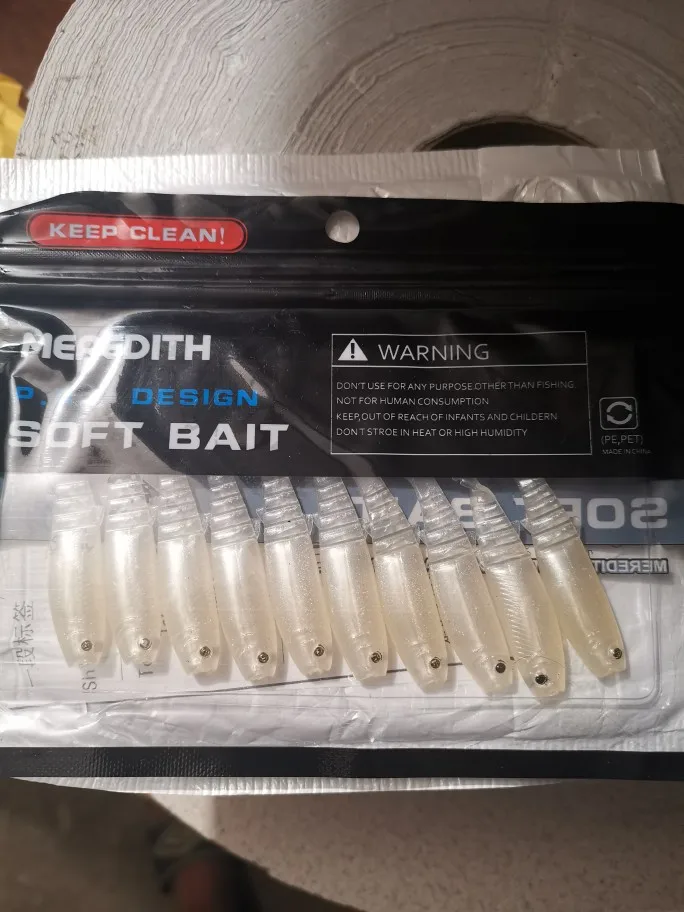 KEEP CLEAN!
MEREDITH
DESIGN
SOFT BAIT
WARNING
DON'T USE FOR ANY PURPOSE OTHER THAN FISHING.
NOT FOR HUMAN CONSUMPTION
KEEP,OUT OF REACH OF INFANTS AND CHILDERN
DON'T STROE IN HEAT OR HIGH HUMIDITY
(PE,PET)
MADE IN CHINA
SOFT BAIT
MEREDITH